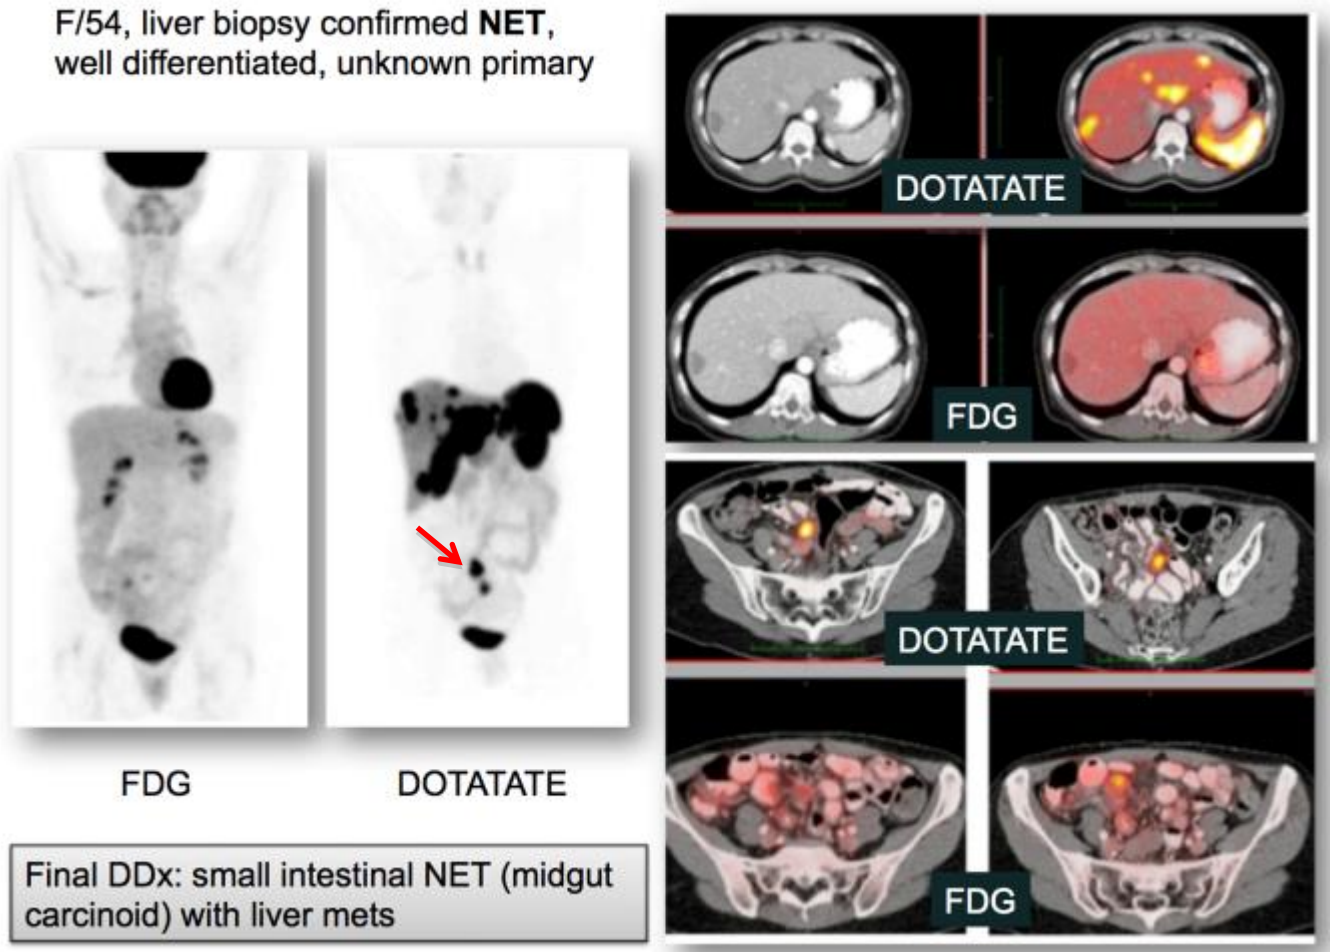 F/54, liver biopsy confirmed NET,
well differentiated, unknown primary
FDG
DOTATATE
Final DDx: small intestinal NET (midgut
carcinoid) with liver mets
DOTATATE
FDG
DOTATATE
FDG